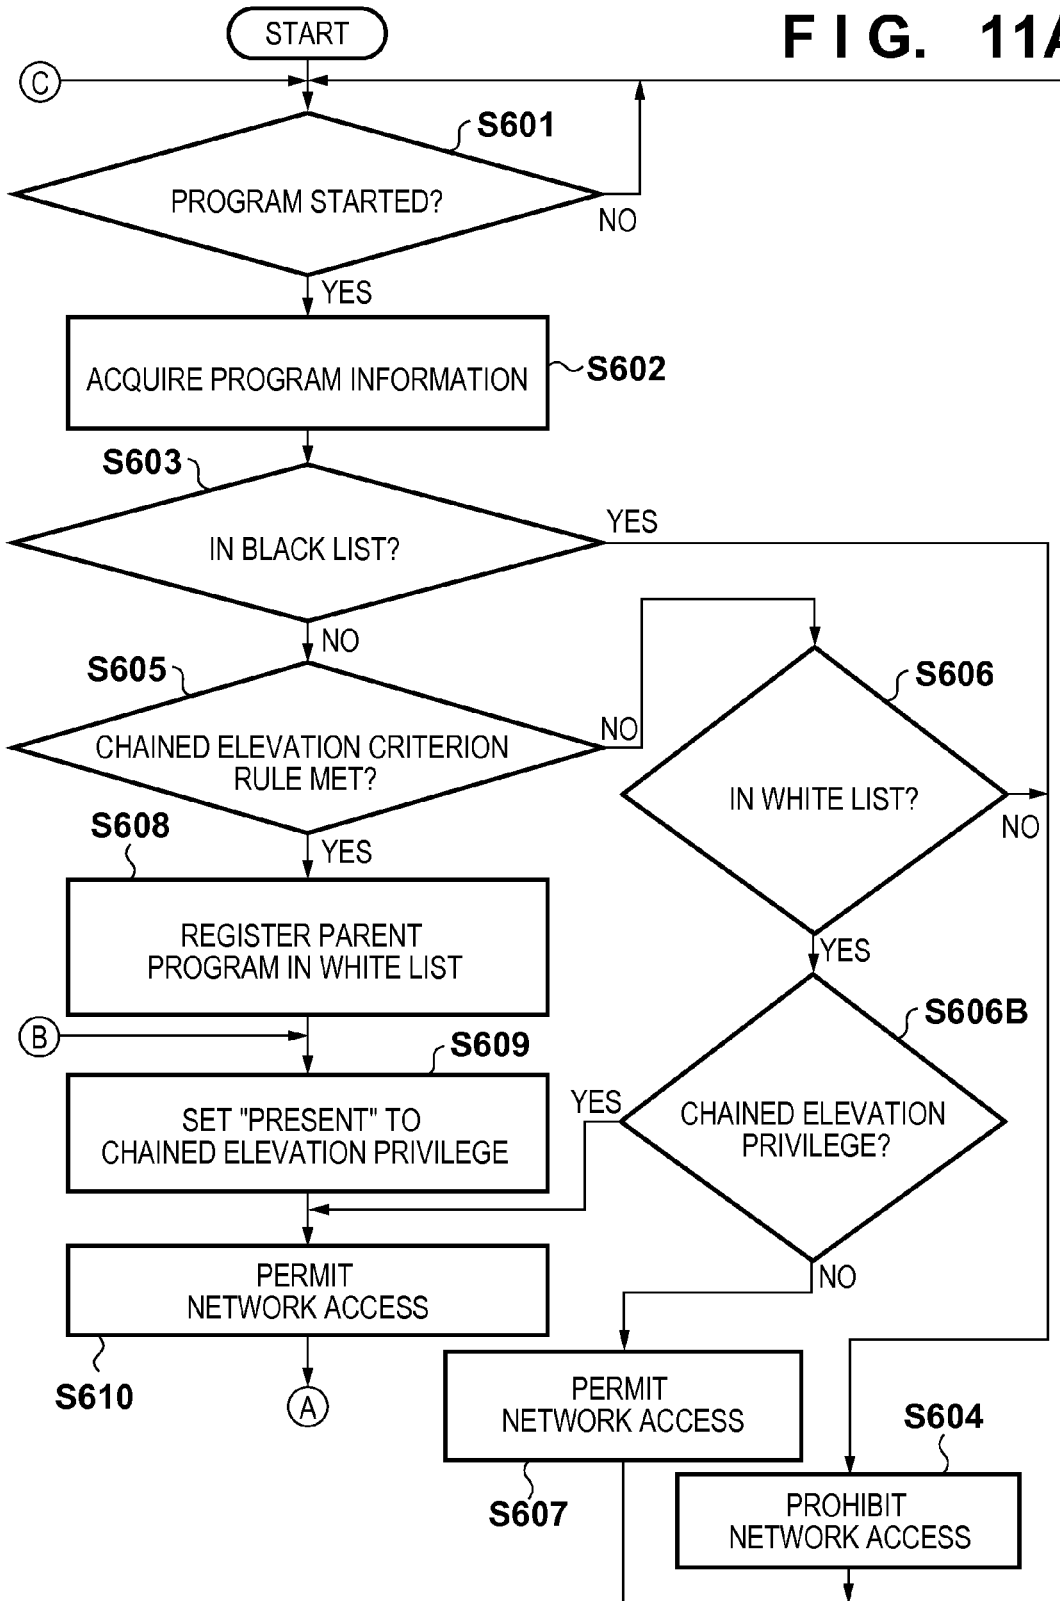 START
FIG. 11A
C
S601
PROGRAM STARTED?
NO
YES
ACQUIRE PROGRAM INFORMATION
S602
S603
IN BLACK LIST?
YES
NO
S605
CHAINED ELEVATION CRITERION
RULE MET?
NO
S606
IN WHITE LIST?
NO
YES
S608
YES
REGISTER PARENT
PROGRAM IN WHITE LIST
B
S609
SET "PRESENT" TO
CHAINED ELEVATION PRIVILEGE
S606B
CHAINED ELEVATION
PRIVILEGE?
YES
NO
PERMIT
NETWORK ACCESS
S610
A
PERMIT
NETWORK ACCESS
S607
S604
PROHIBIT
NETWORK ACCESS